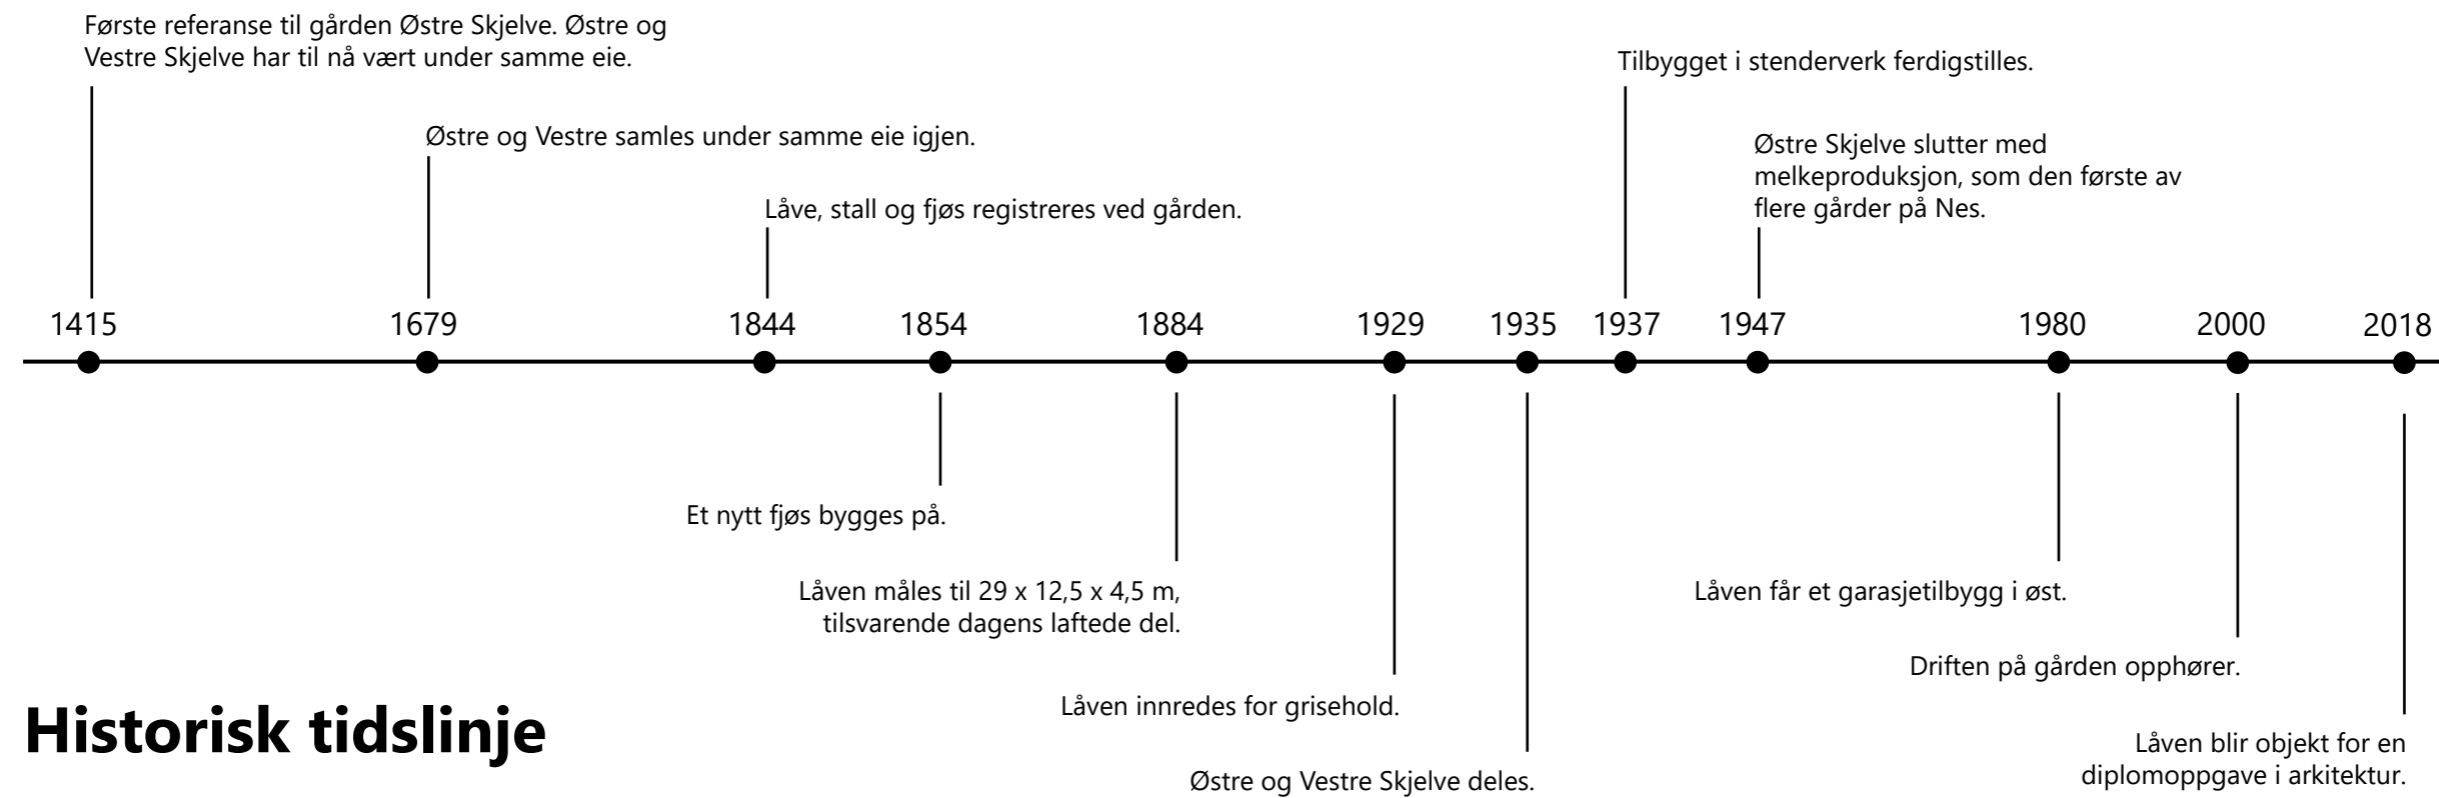 Første referanse til gården Østre Skjelve. Østre og
Vestre Skjelve har til nå vært under samme eie.
Tilbygget i stenderverk ferdigstilles.
Østre og Vestre samles under samme eie igjen.
Østre Skjelve slutter med
melkeproduksjon, som den første av
flere gårder på Nes.
Låve, stall og fjøs registreres ved gården.
1415 1679 1844 1854 1884 1929 1935 1937 1947 1980 2000 2018
Et nytt fjøs bygges på.
Låven måles til 29 x 12,5 x 4,5 m,
tilsvarende dagens laftede del.
Låven får et garasjetilbygg i øst.
Driften på gården opphører.
Låven innredes for grisehold.
Historisk tidslinje
Låven blir objekt for en
diplomoppgave i arkitektur.
Østre og Vestre Skjelve deles.